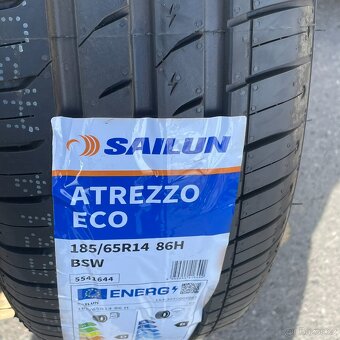 SAILUN
ATREZZO
ECO
185/65R14 86H
BSW
5541644
ENERG